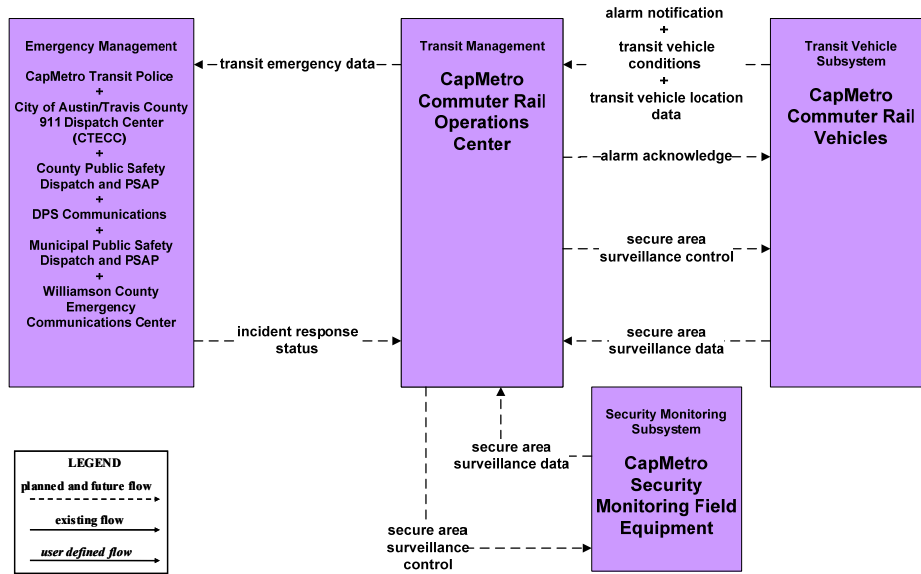 Emergency Management
CapMetro Transit Police
+
City of Austin/Travis County
911 Dispatch Center
(CTECC)
+
County Public Safety
Dispatch and PSAP
+
DPS Communications
+
Municipal Public Safety
Dispatch and PSAP
+
Williamson County
Emergency
Communications Center
transit emergency data
incident response
status
Transit Management
CapMetro
Commuter Rail
Operations
Center
alarm notification
+
transit vehicle
conditions
+
transit vehicle location
data
alarm acknowledge
secure area
surveillance control
secure area
surveillance data
Transit Vehicle
Subsystem
CapMetro
Commuter Rail
Vehicles
secure area
surveillance data
secure area
surveillance
control
Security Monitoring
Subsystem
CapMetro
Security
Monitoring Field
Equipment
LEGEND
planned and future flow
existing flow
user defined flow